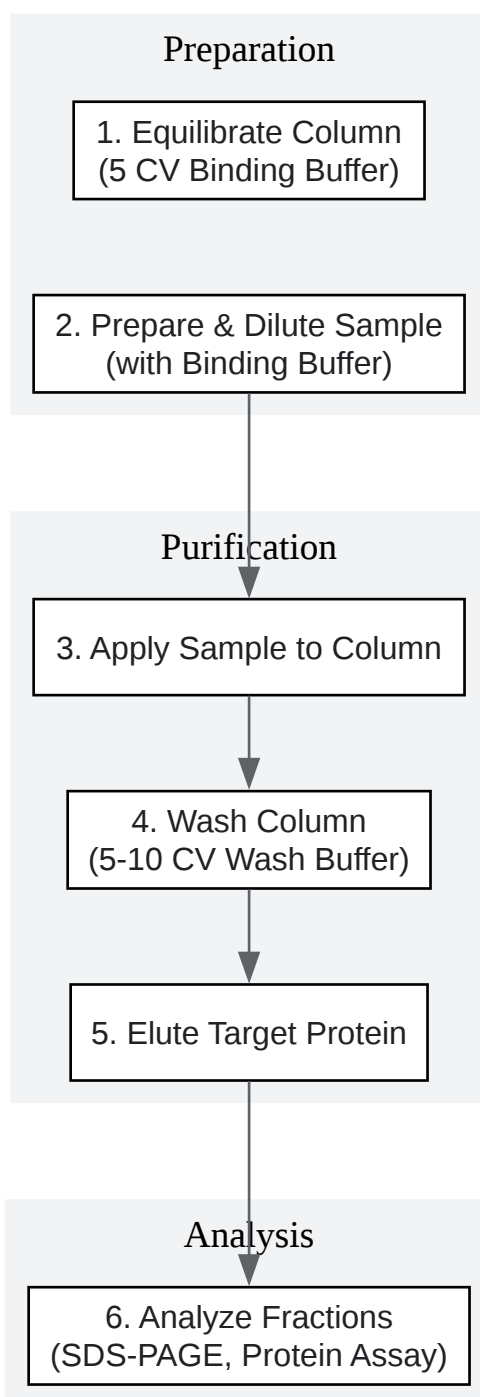 Preparation
1. Equilibrate Column
(5 CV Binding Buffer)
2. Prepare & Dilute Sample
(with Binding Buffer)
Purification
3. Apply Sample to Column
4. Wash Column
(5-10 CV Wash Buffer)
5. Elute Target Protein
Analysis
6. Analyze Fractions
(SDS-PAGE, Protein Assay)